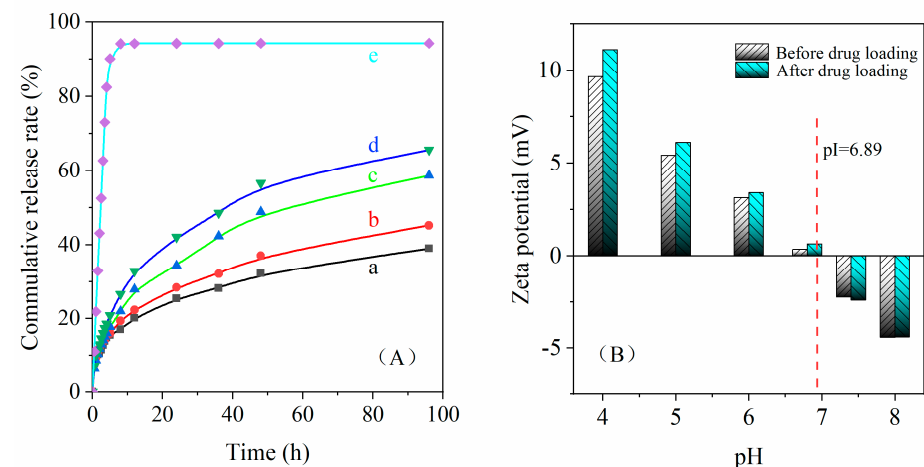 100
80
60
40
20
0
Commulative release rate (%)
e
d
c
b
a
(A)
0 20 40 60 80 100
Time (h)
10
5
0
-5
Zeta potential (mV)
Before drug loading
After drug loading
pI=6.89
(B)
4 5 6 7 8
pH